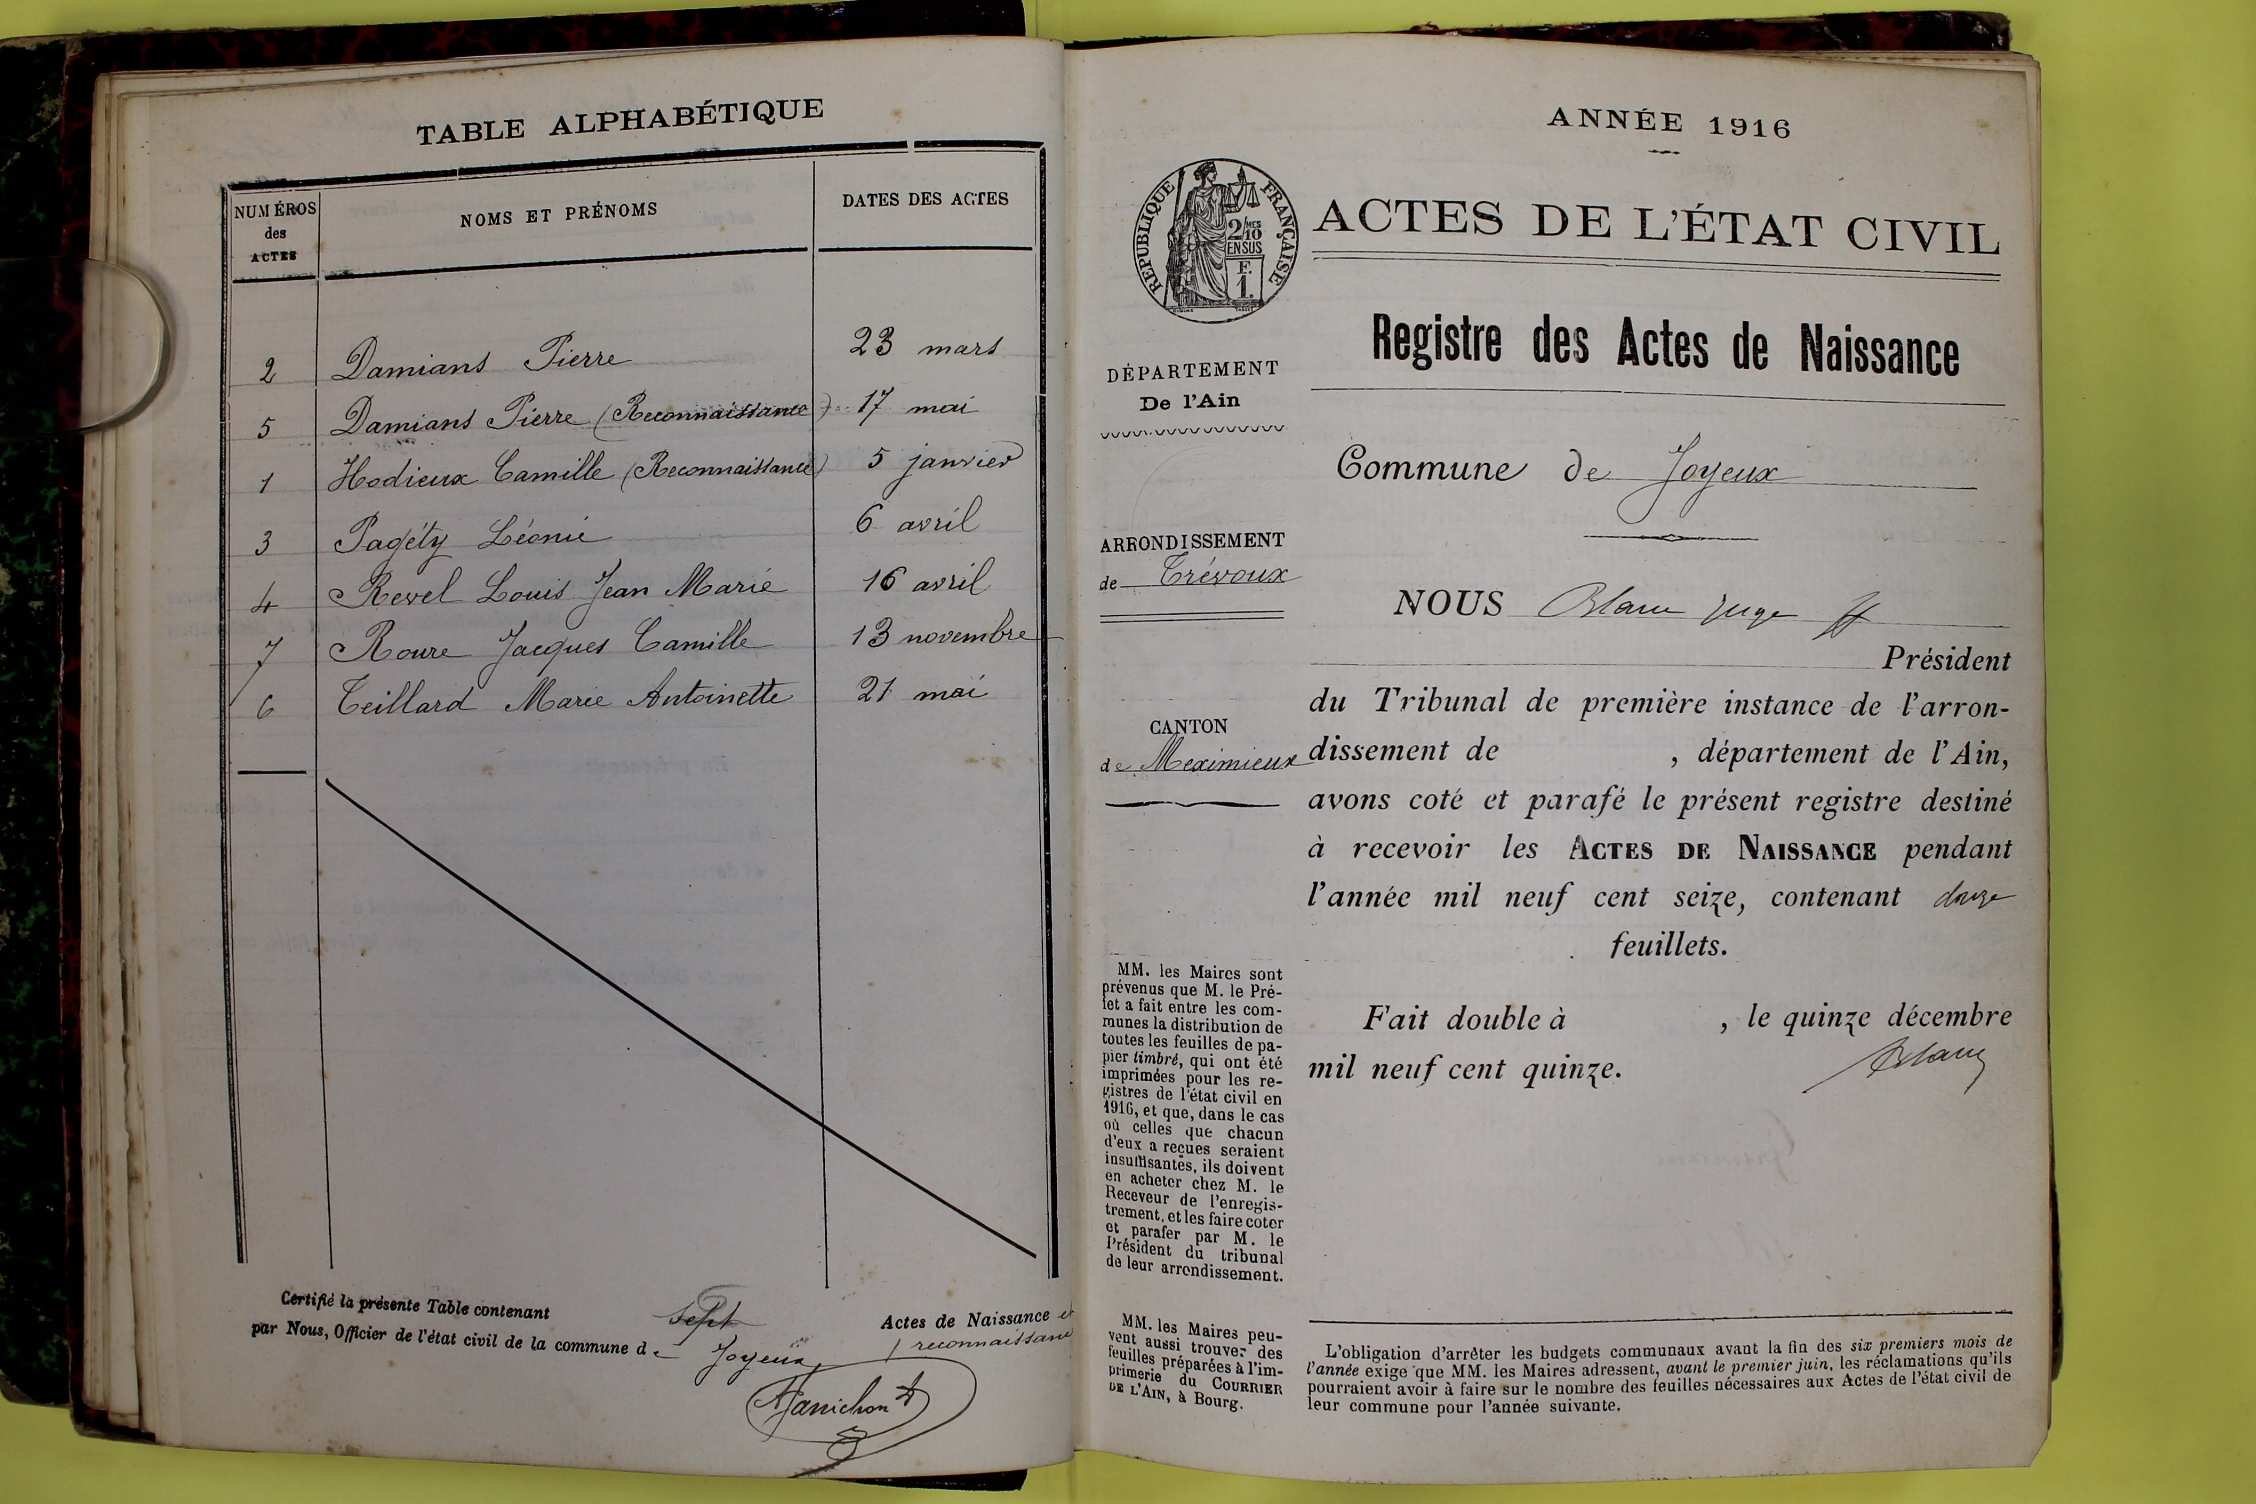 TABLE ALPHABÉTIQUE
NUMÉROS des ACTES
NOMS ET PRÉNOMS
DATES DES ACTES
2 Damians Pierre 23 mars
5 Damians Pierre (Reconnaissance) 17 mai
1 Hodieux Camille (Reconnaissance) 5 janvier
3 Pagéty Léonie 6 avril
4 Revel Louis Jean Marie 16 avril
7 Roure Jacques Camille 13 novembre
6 Teillard Marie Antoinette 21 mai
Certifié la présente Table contenant sept Actes de Naissance et
reconnaissance
par Nous, Officier de l'état civil de la commune de Joyeux
Janichon
ANNÉE 1916
RÉPUBLIQUE FRANÇAISE
2/10 MES
EN SUS
F.
1.
ACTES DE L'ÉTAT CIVIL
Registre des Actes de Naissance
DÉPARTEMENT
De l'Ain
Commune de Joyeux
ARRONDISSEMENT
de Trévoux
NOUS Blanc juge ff
Président
du Tribunal de première instance de l'arron-
CANTON
de Meximieux
dissement de , département de l'Ain,
avons coté et parafé le présent registre destiné
à recevoir les ACTES DE NAISSANCE pendant
l'année mil neuf cent seize, contenant douze
feuillets.
Fait double à , le quinze décembre
mil neuf cent quinze.
Blanc
MM. les Maires sont
prévenus que M. le Pré-
fet a fait entre les com-
munes la distribution de
toutes les feuilles de pa-
pier timbré, qui ont été
imprimées pour les re-
gistres de l'état civil en
1916, et que, dans le cas
où celles que chacun
d'eux a reçues seraient
insuffisantes, ils doivent
en acheter chez M. le
Receveur de l'enregis-
trement, et les faire coter
et parafer par M. le
Président du tribunal
de leur arrondissement.
MM. les Maires peu-
vent aussi trouver des
feuilles préparées à l'im-
primerie du COURRIER
DE L'AIN, à Bourg.
L'obligation d'arrêter les budgets communaux avant la fin des six premiers mois de
l'année exige que MM. les Maires adressent, avant le premier juin, les réclamations qu'ils
pourraient avoir à faire sur le nombre des feuilles nécessaires aux Actes de l'état civil de
leur commune pour l'année suivante.